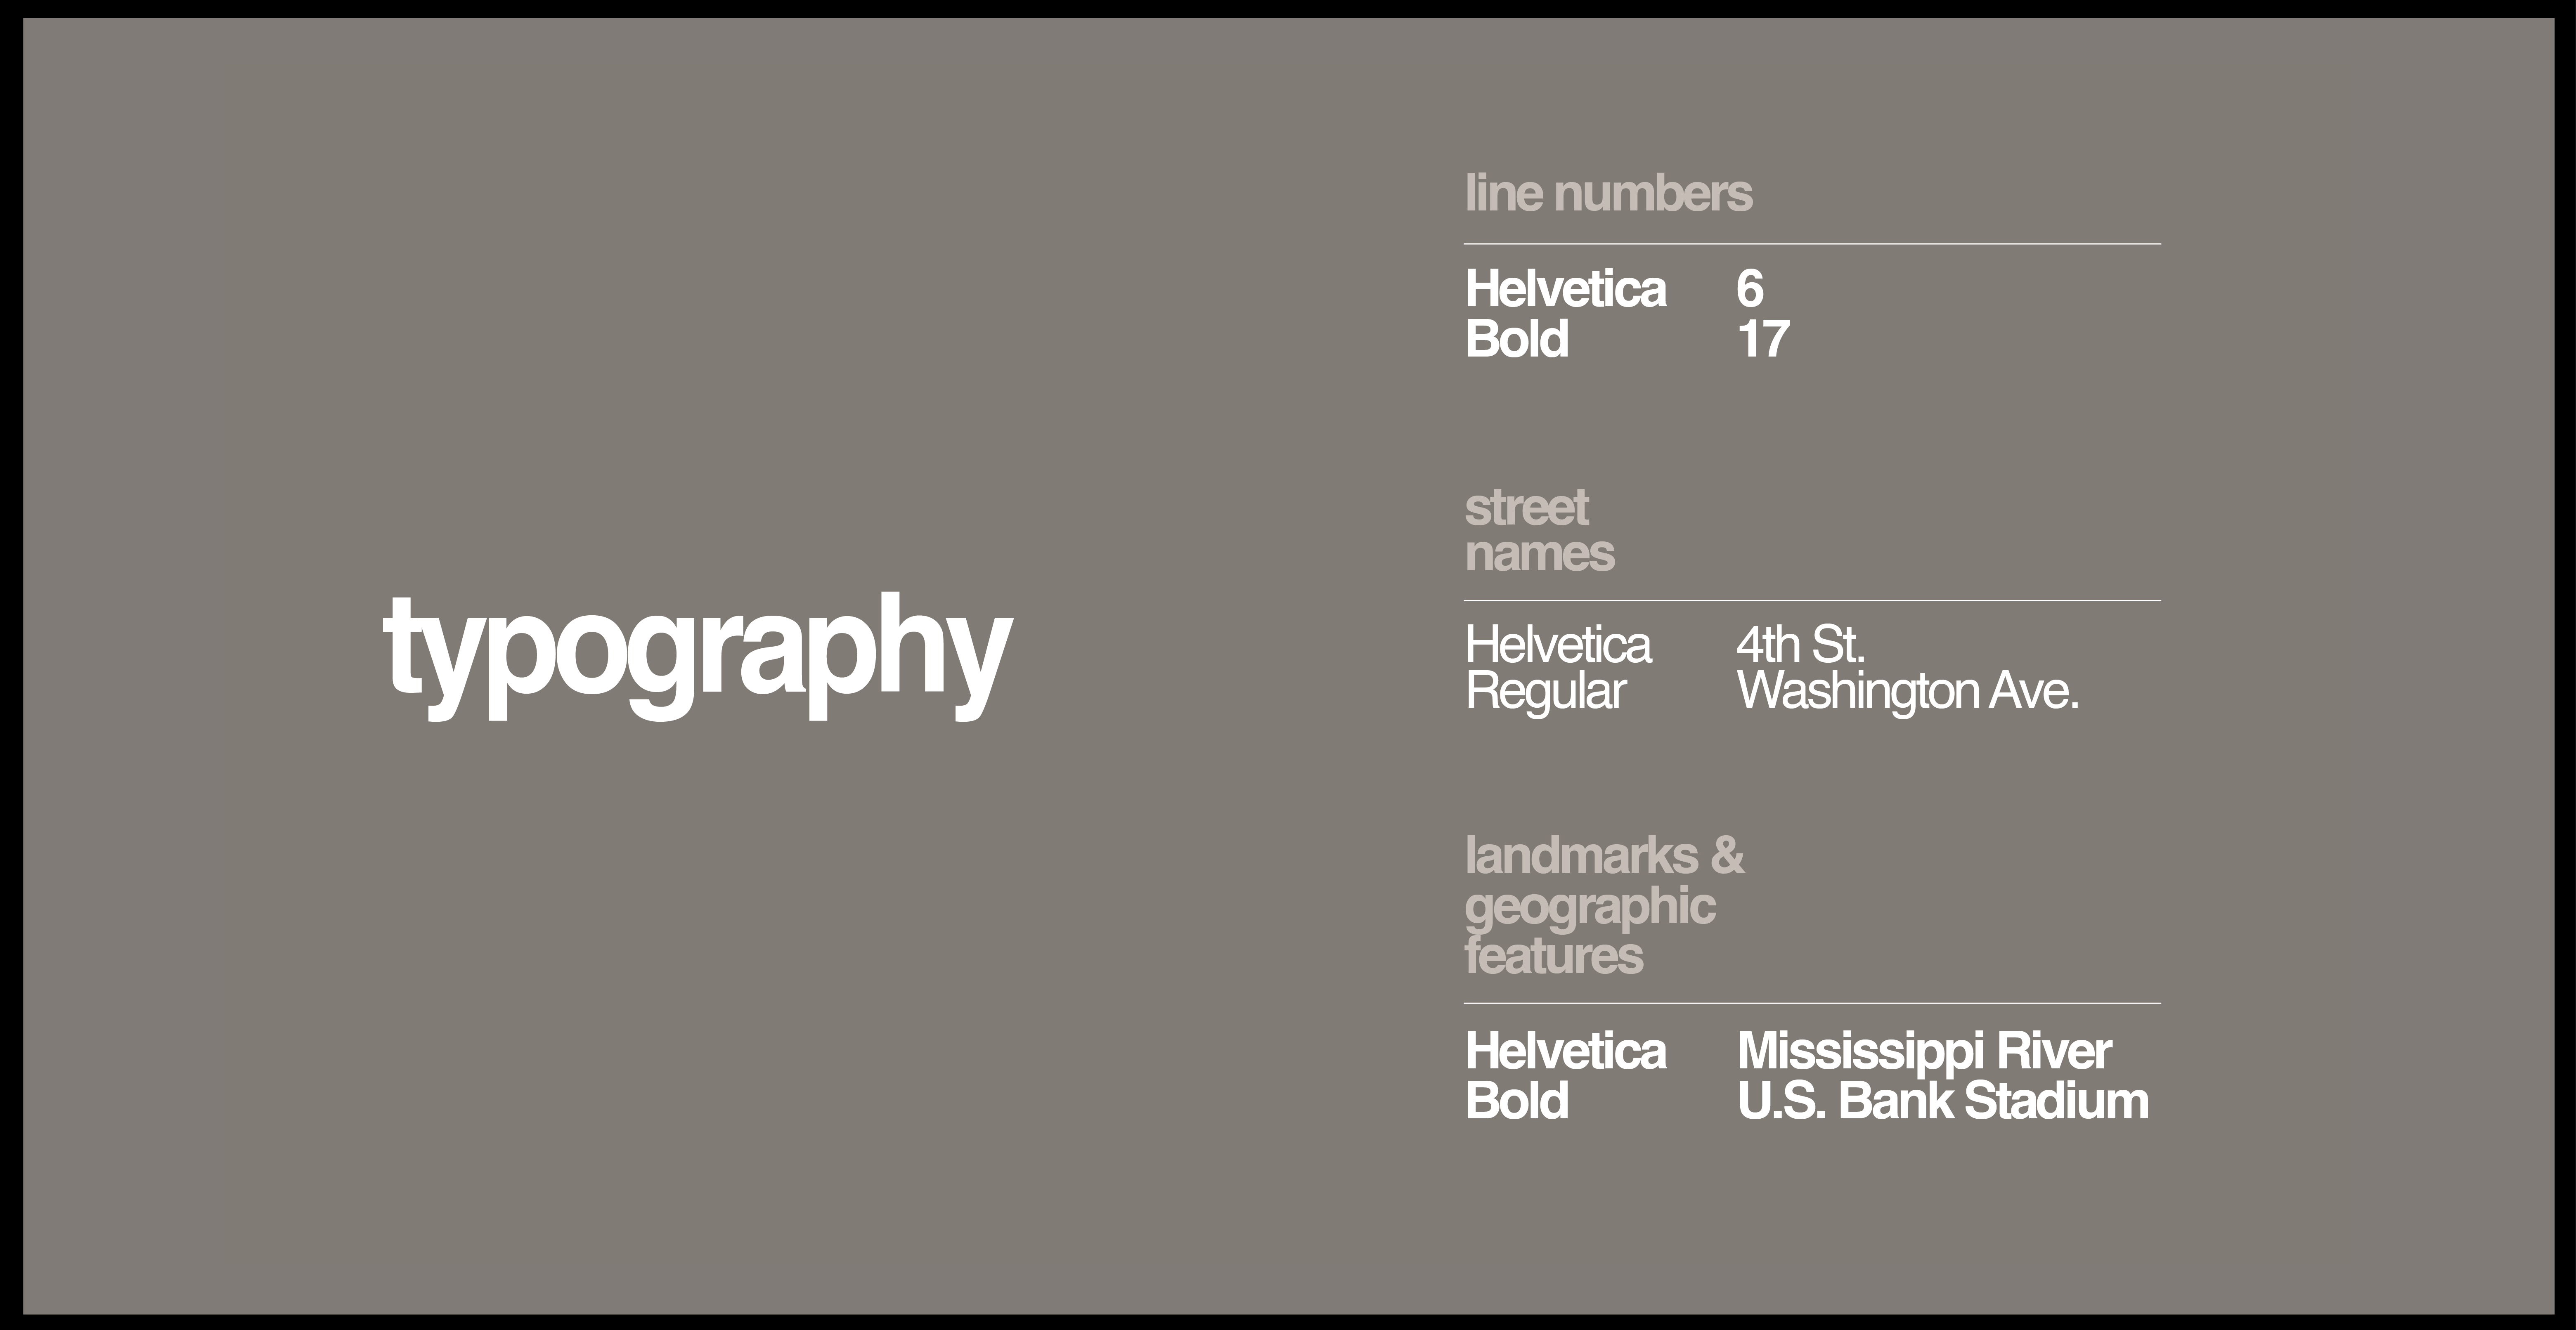 typography
line numbers
Helvetica 6
Bold 17
street
names
Helvetica 4th St.
Regular Washington Ave.
landmarks &
geographic
features
Helvetica Mississippi River
Bold U.S. Bank Stadium